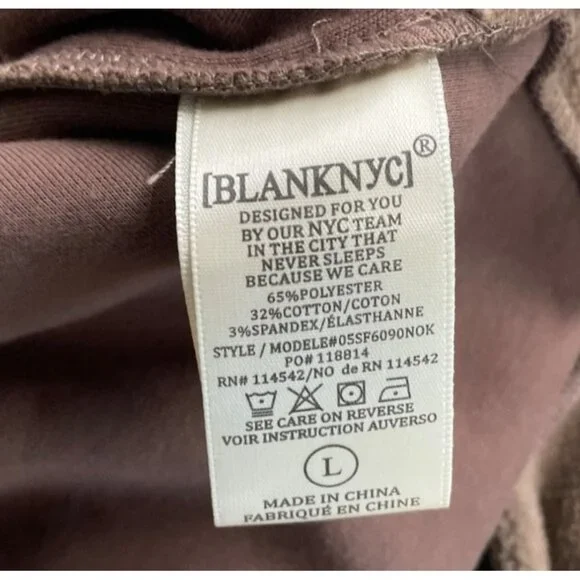 [BLANKNYC]®
DESIGNED FOR YOU
BY OUR NYC TEAM
IN THE CITY THAT
NEVER SLEEPS
BECAUSE WE CARE
65%POLYESTER
32%COTTON/COTON
3%SPANDEX/ÉLASTHANNE
STYLE / MODELE#05SF6090NOK
PO# 118814
RN# 114542/NO de RN 114542
SEE CARE ON REVERSE
VOIR INSTRUCTION AUVERSO
L
MADE IN CHINA
FABRIQUÉ EN CHINE